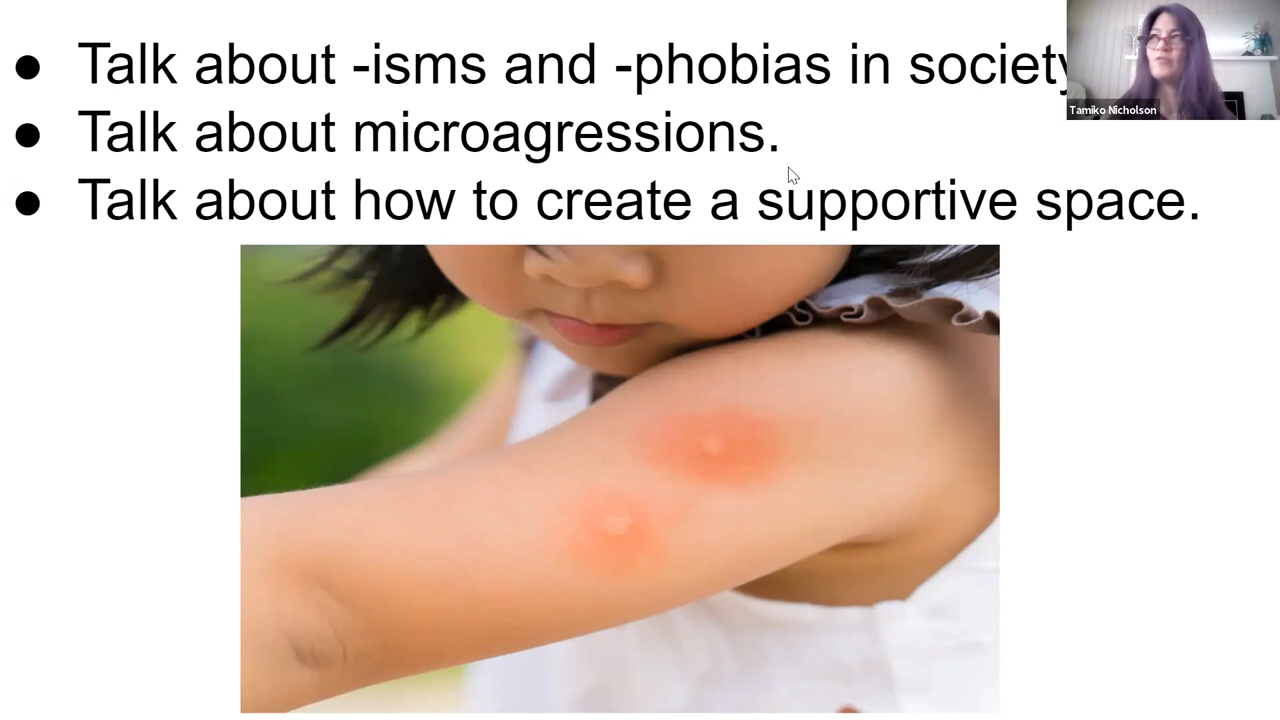 ● Talk about -isms and -phobias in society
Tamiko Nicholson
● Talk about microagressions.
● Talk about how to create a supportive space.